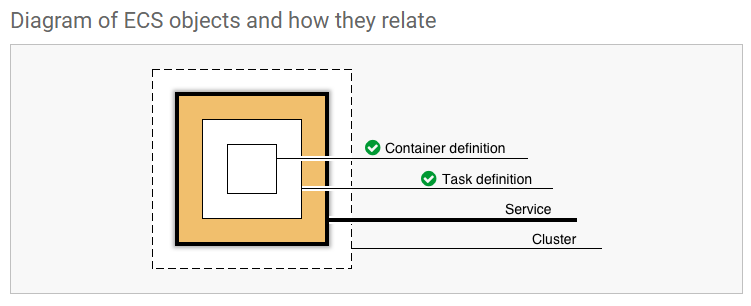 Diagram of ECS objects and how they relate
Container definition
Task definition
Service
Cluster